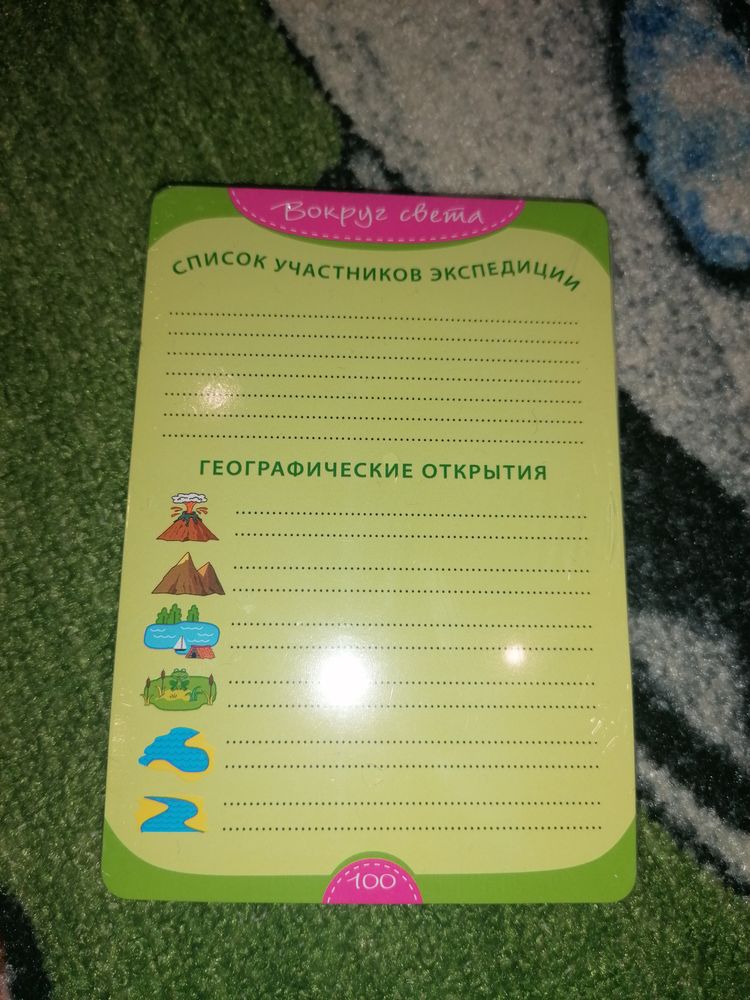 Вокруг света
СПИСОК УЧАСТНИКОВ ЭКСПЕДИЦИИ
ГЕОГРАФИЧЕСКИЕ ОТКРЫТИЯ
100